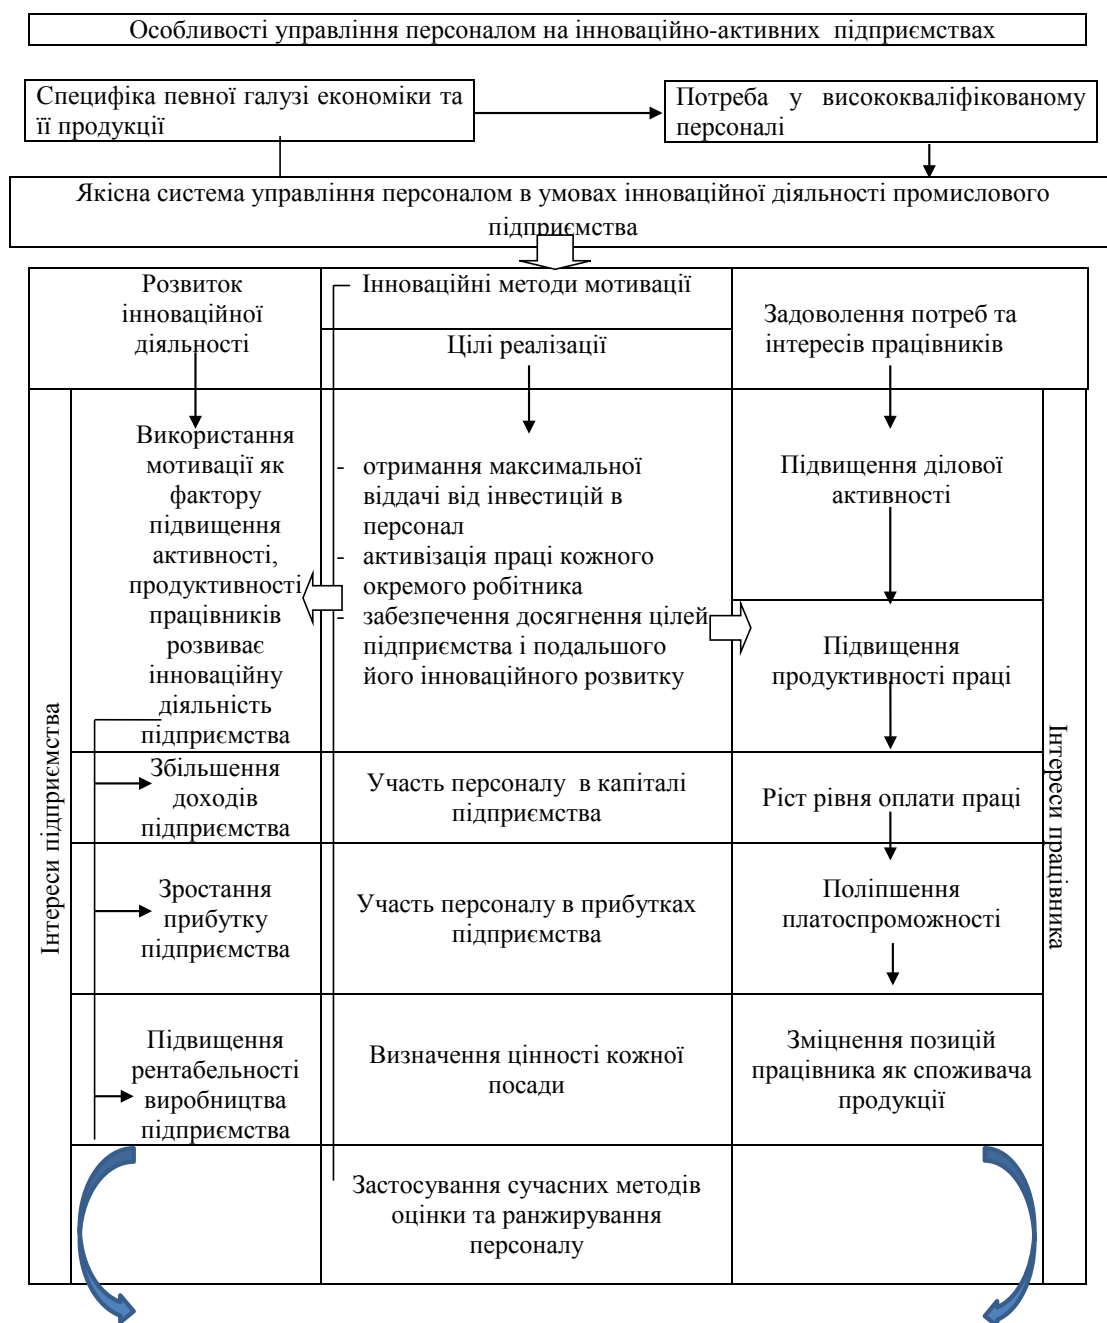 Особливості управління персоналом на інноваційно-активних підприємствах
Специфіка певної галузі економіки та
її продукції
Потреба у висококваліфікованому
персоналі
Якісна система управління персоналом в умовах інноваційної діяльності промислового
підприємства
Розвиток
інноваційної
діяльності
Інноваційні методи мотивації
Цілі реалізації
Задоволення потреб та
інтересів працівників
Інтереси підприємства
Використання
мотивації як
фактору
підвищення
активності,
продуктивності
працівників
розвиває
інноваційну
діяльність
підприємства
- отримання максимальної
віддачі від інвестицій в
персонал
- активізація праці кожного
окремого робітника
- забезпечення досягнення цілей
підприємства і подальшого
його інноваційного розвитку
Підвищення ділової
активності
Підвищення
продуктивності праці
Інтереси працівника
Збільшення
доходів
підприємства
Участь персоналу в капіталі
підприємства
Ріст рівня оплати праці
Зростання
прибутку
підприємства
Участь персоналу в прибутках
підприємства
Поліпшення
платоспроможності
Підвищення
рентабельності
виробництва
підприємства
Визначення цінності кожної
посади
Зміцнення позицій
працівника як споживача
продукції
Застосування сучасних методів
оцінки та ранжирування
персоналу